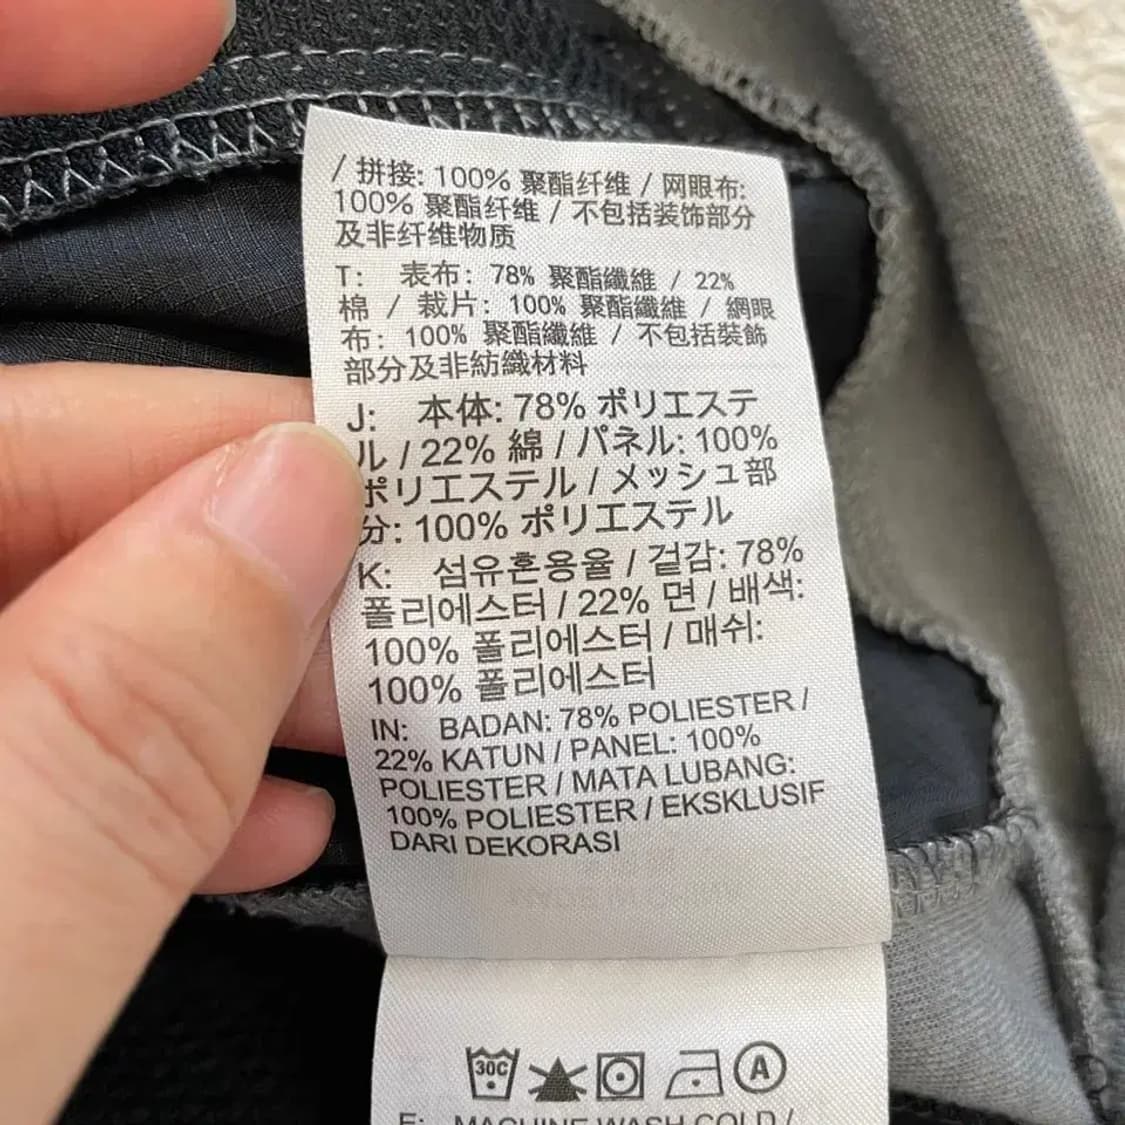 / 拼接: 100% 聚酯纤维 / 网眼布:
100% 聚酯纤维 / 不包括装饰部分
及非纤维物质
T: 表布: 78% 聚酯纖維 / 22%
棉 / 裁片: 100% 聚酯纖維 / 網眼
布: 100% 聚酯纖維 / 不包括裝飾
部分及非紡織材料
J: 本体: 78% ポリエステ
ル / 22% 綿 / パネル: 100%
ポリエステル / メッシュ部
分: 100% ポリエステル
K: 섬유혼용율 / 겉감: 78%
폴리에스터 / 22% 면 / 배색:
100% 폴리에스터 / 매쉬:
100% 폴리에스터
IN: BADAN: 78% POLIESTER /
22% KATUN / PANEL: 100%
POLIESTER / MATA LUBANG:
100% POLIESTER / EKSKLUSIF
DARI DEKORASI
30C A
E: MACHINE WASH COLD /